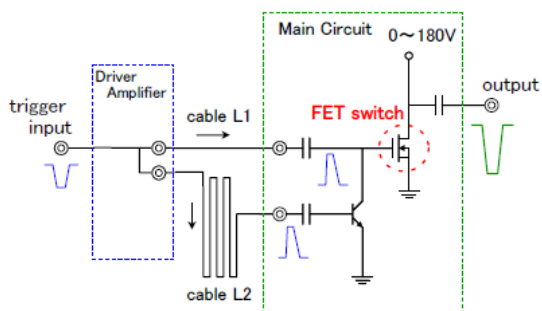 Main Circuit
0～180V
Driver
Amplifier
output
trigger
input
cable L1
FET switch
cable L2